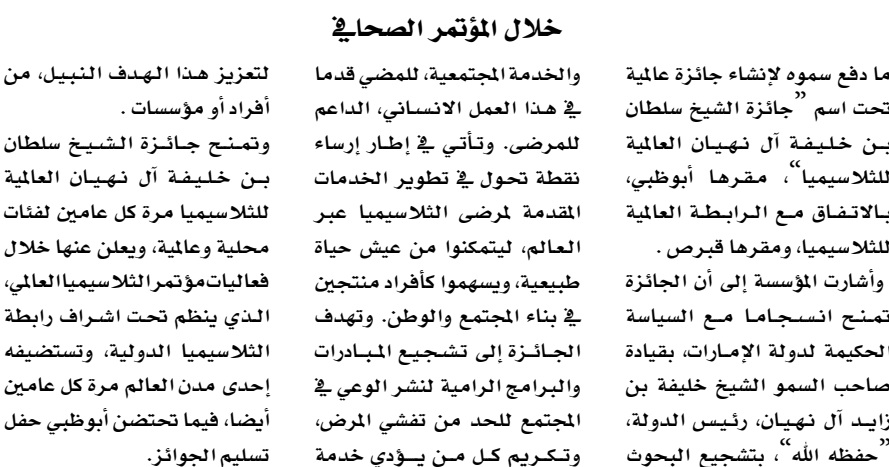 خلال المؤتمر الصحافي
ما دفع سموه لإنشاء جائزة عالمية
تحت اسم ”جائزة الشيخ سلطان
بن خليفة آل نهيان العالمية
للثلاسيميا“، مقرها أبوظبي،
بالاتفاق مع الرابطة العالمية
للثلاسيميا، ومقرها قبرص .
وأشارت المؤسسة إلى أن الجائزة
تمنح انسجاما مع السياسة
الحكيمة لدولة الإمارات، بقيادة
صاحب السمو الشيخ خليفة بن
زايد آل نهيان، رئيس الدولة،
”حفظه الله“، بتشجيع البحوث
والخدمة المجتمعية، للمضي قدما
في هذا العمل الانساني، الداعم
للمرضى. وتأتي في إطار إرساء
نقطة تحول في تطوير الخدمات
المقدمة لمرضى الثلاسيميا عبر
العالم، ليتمكنوا من عيش حياة
طبيعية، ويسهموا كأفراد منتجين
في بناء المجتمع والوطن. وتهدف
الجائزة إلى تشجيع المبادرات
والبرامج الرامية لنشر الوعي في
المجتمع للحد من تفشي المرض،
وتكريم كل من يؤدي خدمة
لتعزيز هذا الهدف النبيل، من
أفراد أو مؤسسات .
وتمنح جائزة الشيخ سلطان
بن خليفة آل نهيان العالمية
للثلاسيميا مرة كل عامين لفئات
محلية وعالمية، ويعلن عنها خلال
فعاليات مؤتمر الثلاسيميا العالمي،
الذي ينظم تحت اشراف رابطة
الثلاسيميا الدولية، وتستضيفه
إحدى مدن العالم مرة كل عامين
أيضا، فيما تحتضن أبوظبي حفل
تسليم الجوائز.